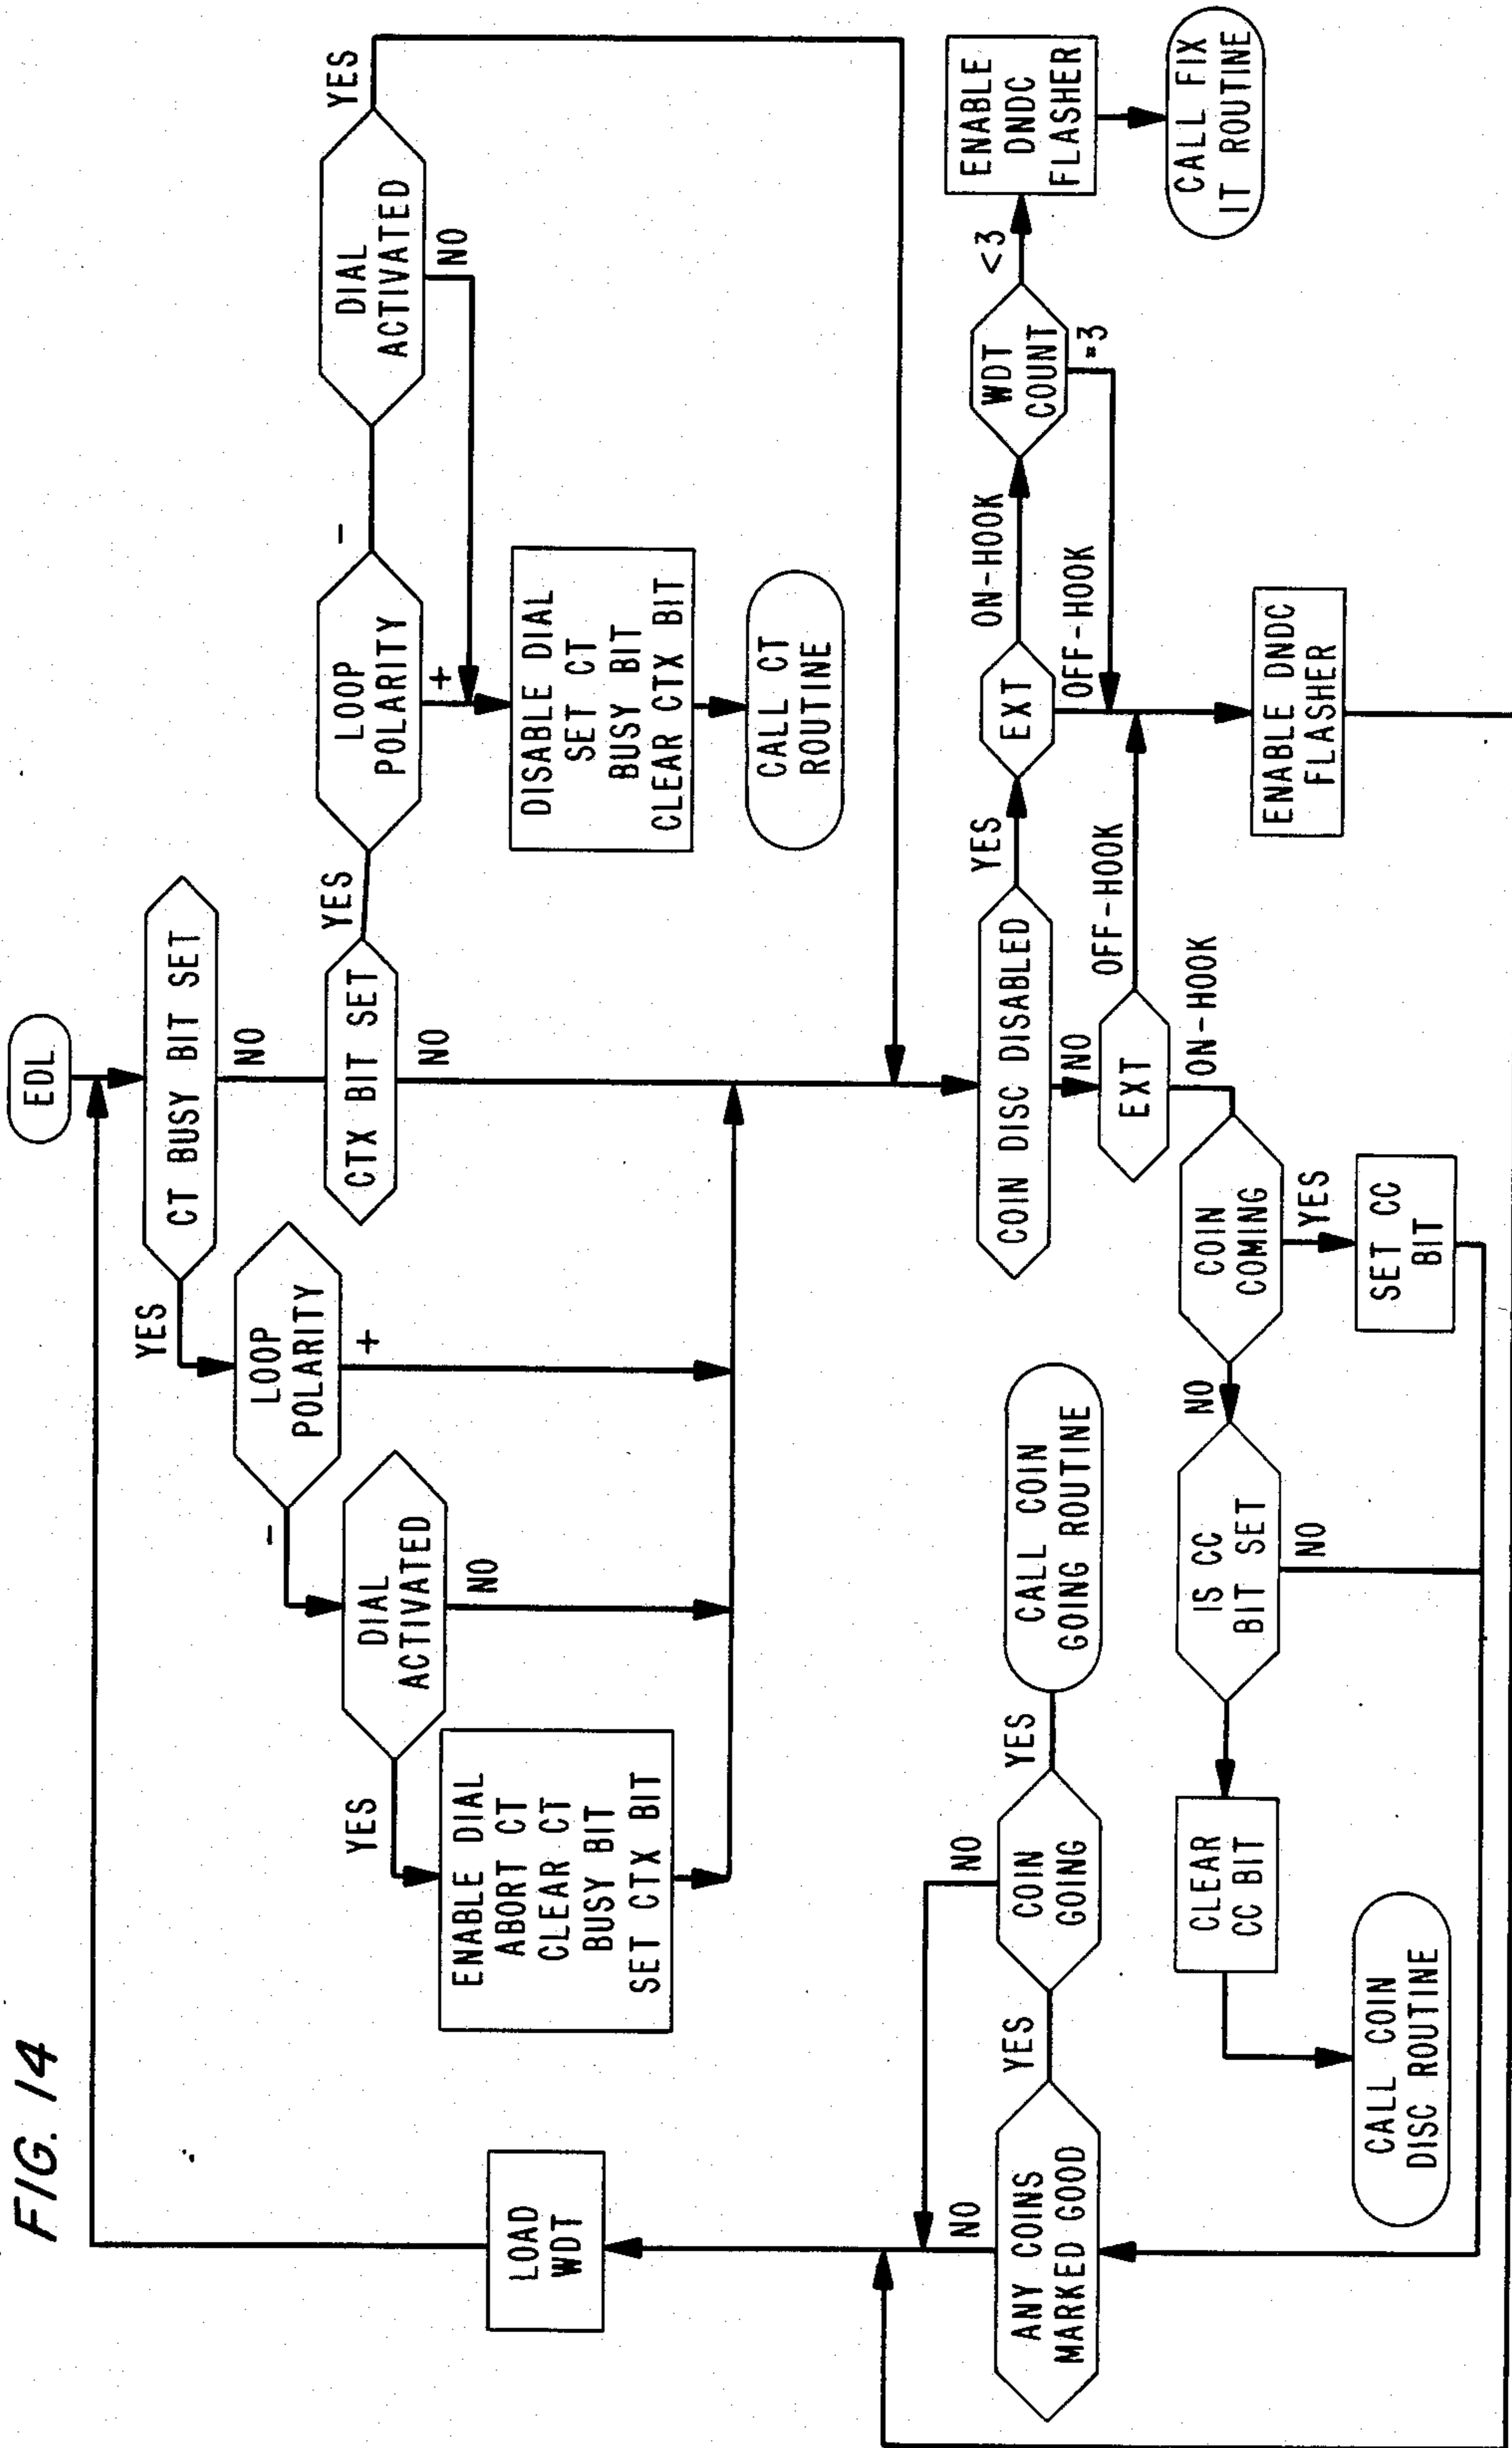 FIG. 14
EDL
CT BUSY BIT SET
YES
NO
LOOP
POLARITY
-
+
DIAL
ACTIVATED
YES
NO
ENABLE DIAL
ABORT CT
CLEAR CT
BUSY BIT
SET CTX BIT
CTX BIT SET
YES
NO
LOOP
POLARITY
-
+
DIAL
ACTIVATED
YES
NO
DISABLE DIAL
SET CT
BUSY BIT
CLEAR CTX BIT
CALL CT
ROUTINE
LOAD
WDT
COIN DISC DISABLED
YES
NO
EXT
ON-HOOK
OFF-HOOK
WDT
COUNT
<3
=3
ENABLE
DNDC
FLASHER
CALL FIX
IT ROUTINE
EXT
OFF-HOOK
ON-HOOK
ENABLE DNDC
FLASHER
COIN
COMING
YES
NO
SET CC
BIT
IS CC
BIT SET
NO
CLEAR
CC BIT
CALL COIN
DISC ROUTINE
ANY COINS
MARKED GOOD
NO
YES
COIN
GOING
NO
YES
CALL COIN
GOING ROUTINE